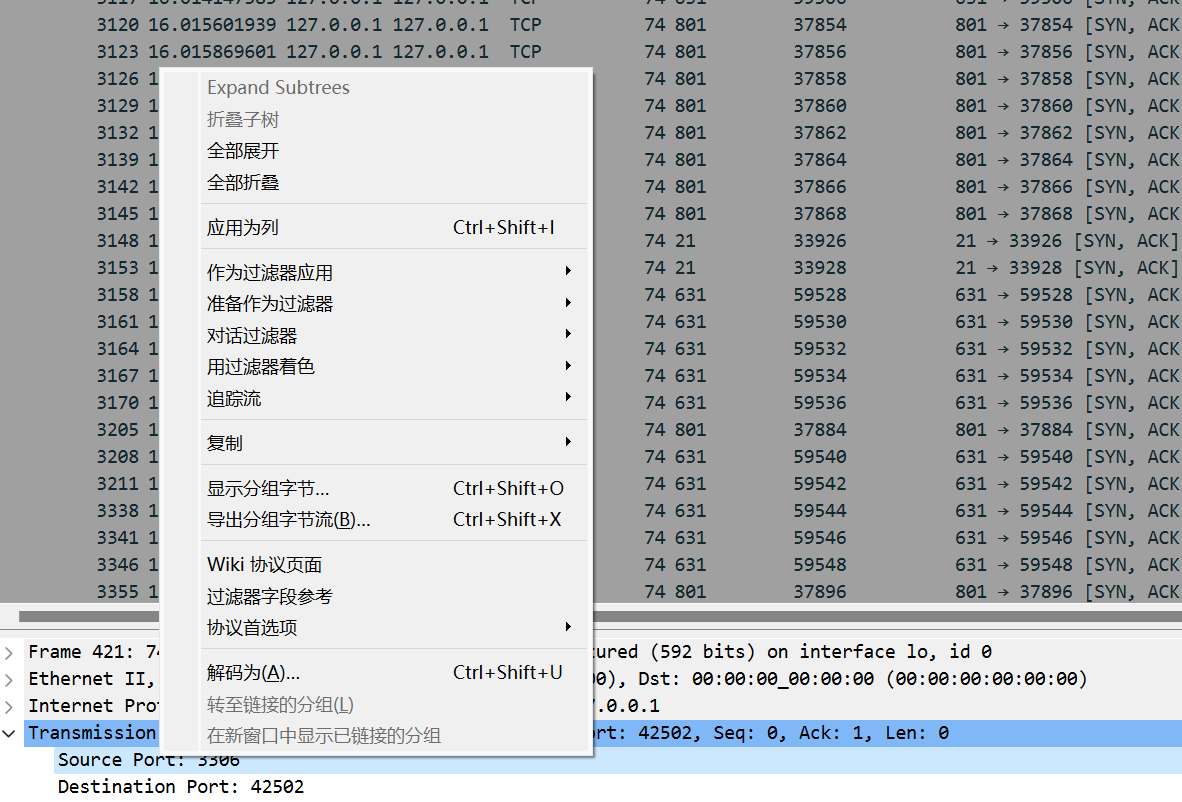 3117 16.014147989 127.0.0.1 127.0.0.1 TCP 74 631
3120 16.015601939 127.0.0.1 127.0.0.1 TCP 74 801 37854 801 → 37854 [SYN, ACK
3123 16.015869601 127.0.0.1 127.0.0.1 TCP 74 801 37856 801 → 37856 [SYN, ACK
3126 1 74 801 37858 801 → 37858 [SYN, ACK
3129 1 74 801 37860 801 → 37860 [SYN, ACK
3132 1 74 801 37862 801 → 37862 [SYN, ACK
3139 1 74 801 37864 801 → 37864 [SYN, ACK
3142 1 74 801 37866 801 → 37866 [SYN, ACK
3145 1 74 801 37868 801 → 37868 [SYN, ACK
3148 1 74 21 33926 21 → 33926 [SYN, ACK]
3153 1 74 21 33928 21 → 33928 [SYN, ACK]
3158 1 74 631 59528 631 → 59528 [SYN, ACK
3161 1 74 631 59530 631 → 59530 [SYN, ACK
3164 1 74 631 59532 631 → 59532 [SYN, ACK
3167 1 74 631 59534 631 → 59534 [SYN, ACK
3170 1 74 631 59536 631 → 59536 [SYN, ACK
3205 1 74 801 37884 801 → 37884 [SYN, ACK
3208 1 74 631 59540 631 → 59540 [SYN, ACK
3211 1 74 631 59542 631 → 59542 [SYN, ACK
3338 1 74 631 59544 631 → 59544 [SYN, ACK
3341 1 74 631 59546 631 → 59546 [SYN, ACK
3346 1 74 631 59548 631 → 59548 [SYN, ACK
3355 1 74 801 37896 801 → 37896 [SYN, ACK
Expand Subtrees
折叠子树
全部展开
全部折叠
应用为列 Ctrl+Shift+I
作为过滤器应用
准备作为过滤器
对话过滤器
用过滤器着色
追踪流
复制
显示分组字节... Ctrl+Shift+O
导出分组字节流(B)... Ctrl+Shift+X
Wiki 协议页面
过滤器字段参考
协议首选项
解码为(A)... Ctrl+Shift+U
转至链接的分组(L)
在新窗口中显示已链接的分组
Frame 421: 74 ured (592 bits) on interface lo, id 0
Ethernet II, 00), Dst: 00:00:00_00:00:00 (00:00:00:00:00:00)
Internet Pro 7.0.0.1
Transmission ort: 42502, Seq: 0, Ack: 1, Len: 0
Source Port: 3306
Destination Port: 42502